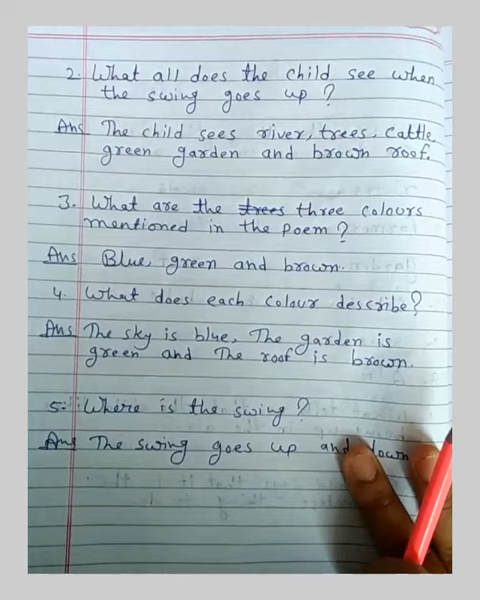 2. What all does the child see when
the swing goes up?
Ans The child sees river, trees, cattle,
green garden and brown roof.
3. What are the trees three colours
mentioned in the poem?
Ans Blue, green and brown.
4. What does each colour describe?
Ans The sky is blue, The garden is
green and The roof is brown.
5. Where is the swing?
Ans The swing goes up and down